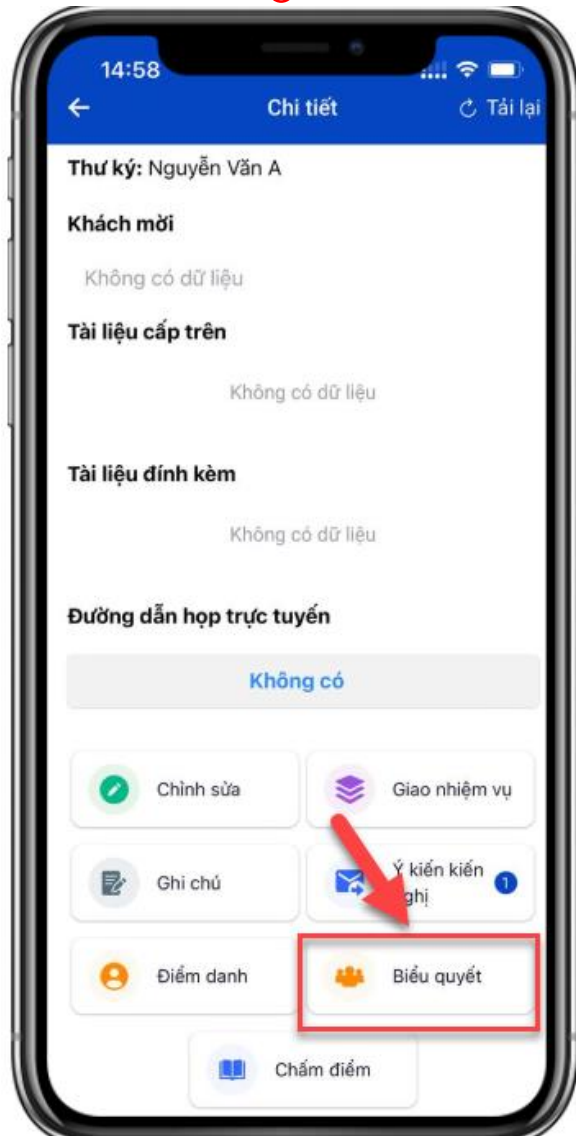 14:58
Chi tiết
Tải lại
Thư ký: Nguyễn Văn A
Khách mời
Không có dữ liệu
Tài liệu cấp trên
Không có dữ liệu
Tài liệu đính kèm
Không có dữ liệu
Đường dẫn họp trực tuyến
Không có
Chỉnh sửa
Giao nhiệm vụ
Ghi chú
Ý kiến kiến
1
Điểm danh
Biểu quyết
Chấm điểm